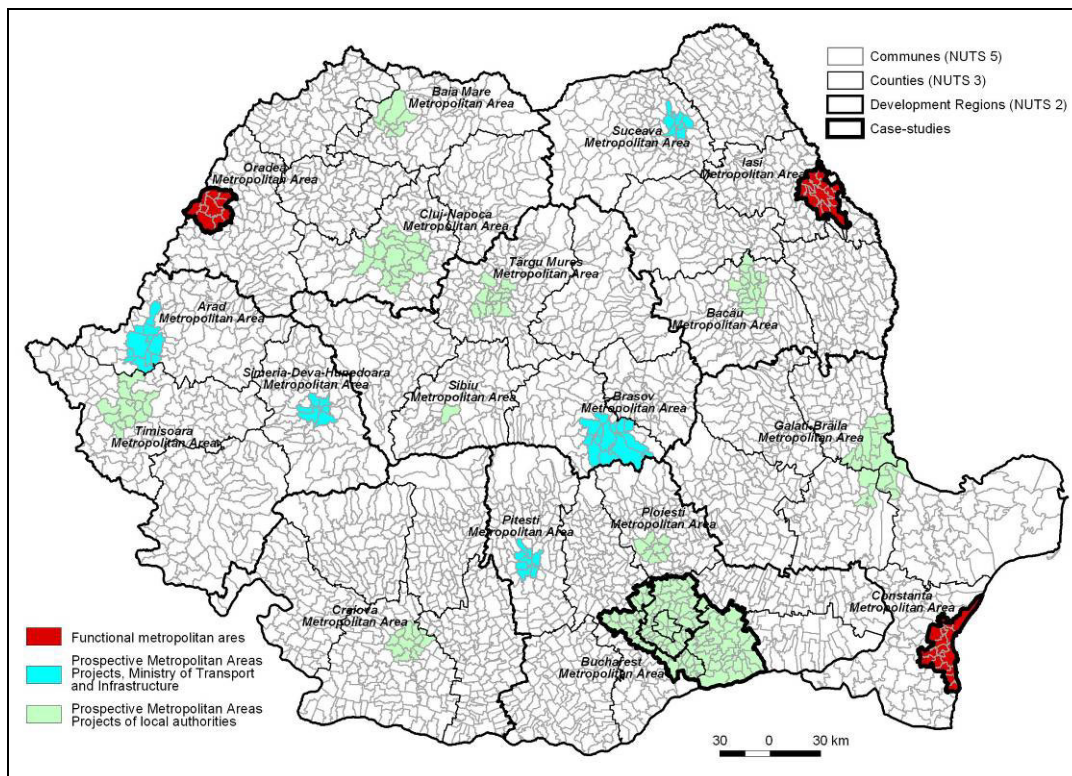 Communes (NUTS 5)
Counties (NUTS 3)
Development Regions (NUTS 2)
Case-studies
Baia Mare
Metropolitan Area
Suceava
Metropolitan Area
Iasi
Metropolitan Area
Oradea
Metropolitan Area
Cluj-Napoca
Metropolitan Area
Târgu Mures
Metropolitan Area
Bacău
Metropolitan Area
Arad
Metropolitan Area
Simeria-Deva-Hunedoara
Metropolitan Area
Sibiu
Metropolitan Area
Brasov
Metropolitan Area
Galati-Brăila
Metropolitan Area
Timisoara
Metropolitan Area
Pitesti
Metropolitan Area
Ploiesti
Metropolitan Area
Constanta
Metropolitan Area
Craiova
Metropolitan Area
Bucharest
Metropolitan Area
Functional metropolitan ares
Prospective Metropolitan Areas
Projects, Ministry of Transport
and Infrastructure
Prospective Metropolitan Areas
Projects of local authorities
30 0 30 km